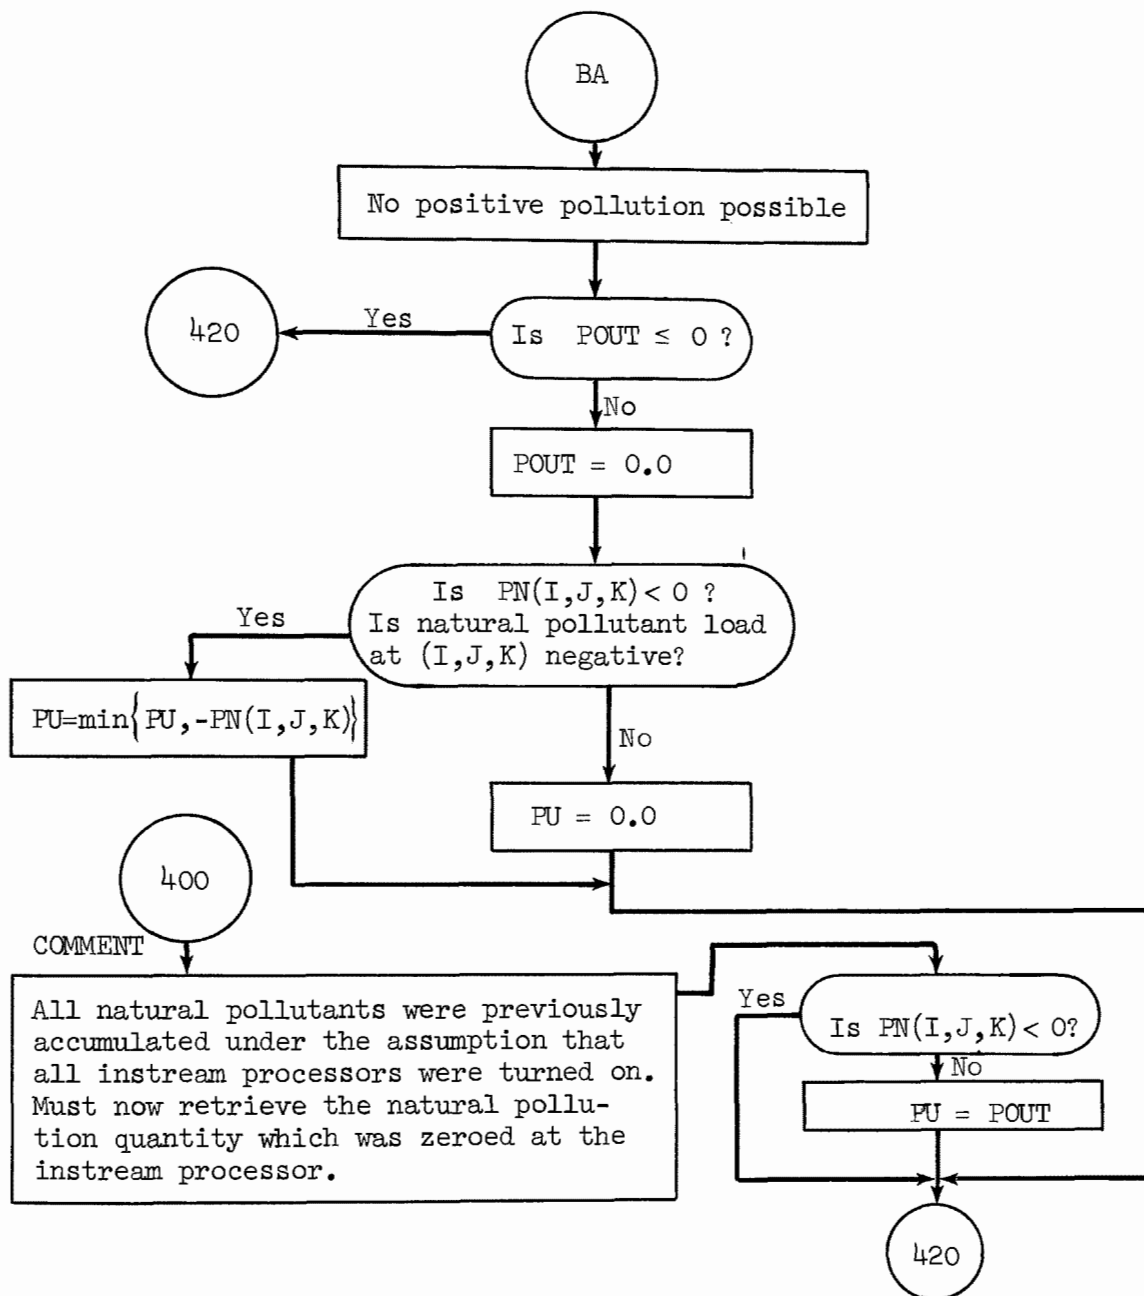 BA
No positive pollution possible
420
Yes
Is POUT ≤ 0 ?
No
POUT = 0.0
Is PN(I,J,K) < 0 ?
Is natural pollutant load
at (I,J,K) negative?
Yes
PU=min{PU,-PN(I,J,K)}
No
PU = 0.0
400
COMMENT
All natural pollutants were previously
accumulated under the assumption that
all instream processors were turned on.
Must now retrieve the natural pollu-
tion quantity which was zeroed at the
instream processor.
Yes
Is PN(I,J,K) < 0?
No
PU = POUT
420